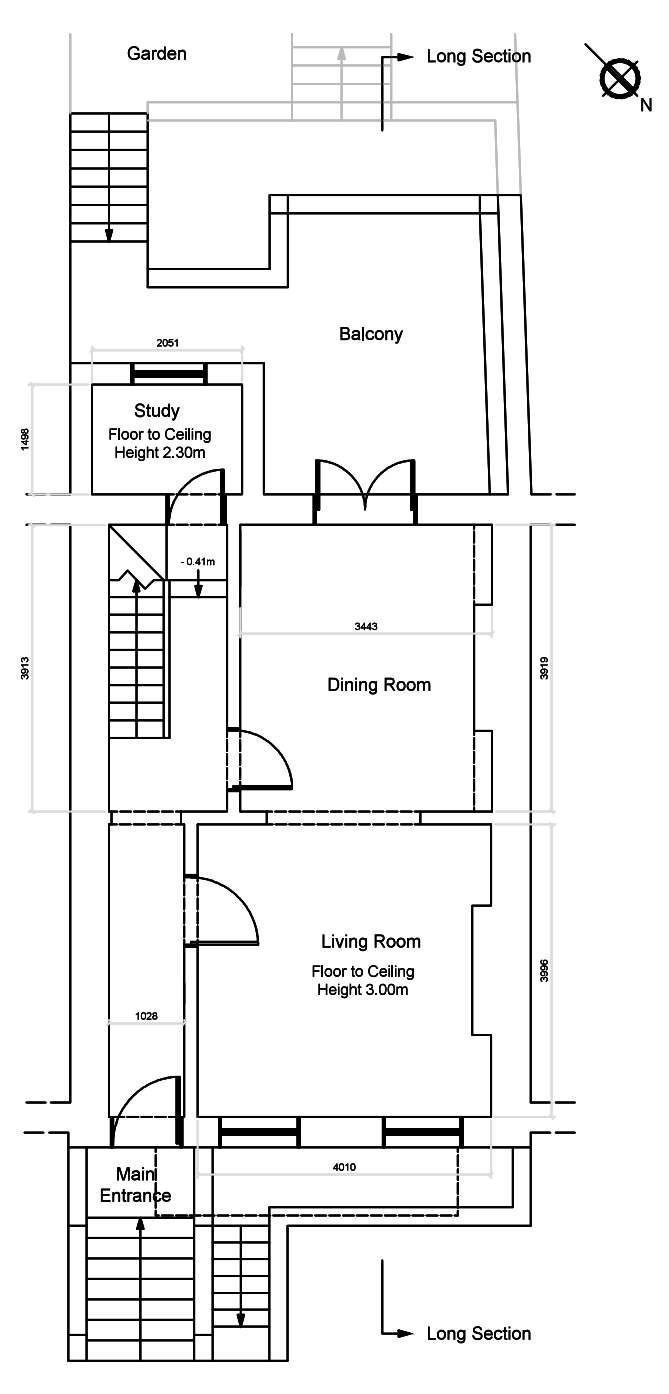 Garden
Long Section
N
Balcony
2051
Study
Floor to Ceiling
Height 2.30m
1498
- 0.41m
3443
3913
Dining Room
3919
Living Room
Floor to Ceiling
Height 3.00m
3996
1028
4010
Main
Entrance
Long Section